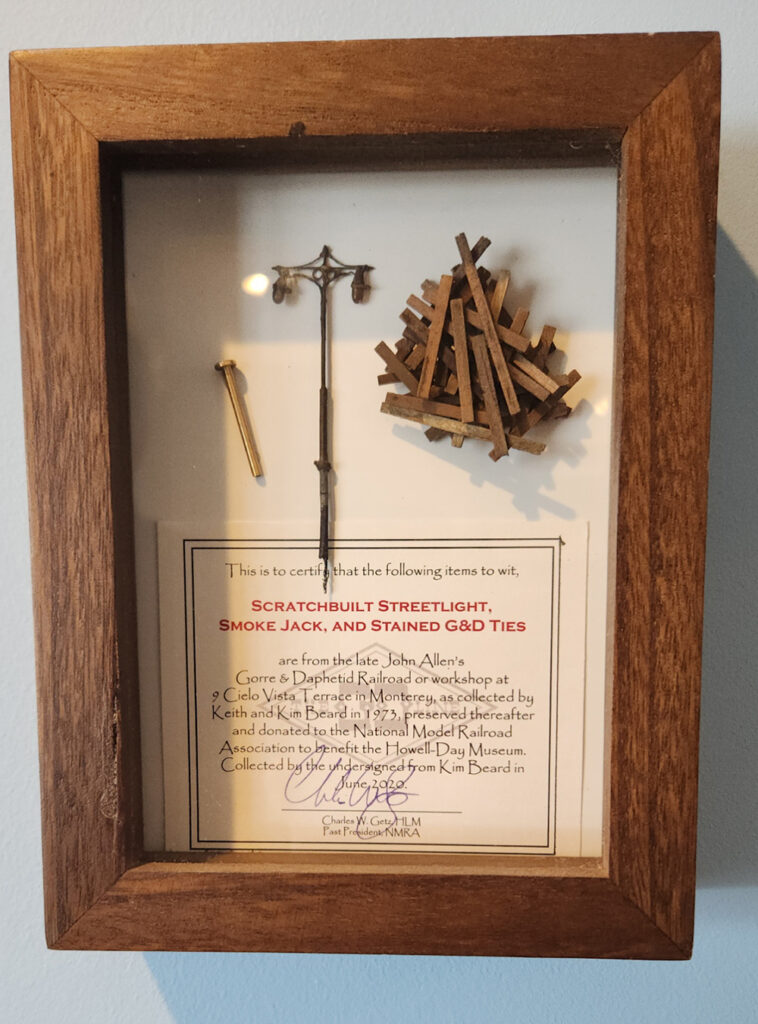 This is to certify that the following items to wit,
Scratchbuilt Streetlight,
Smoke Jack, and Stained G&D Ties
are from the late John Allen's
Gorre & Daphetid Railroad or workshop at
9 Cielo Vista Terrace in Monterey, as collected by
Keith and Kim Beard in 1973, preserved thereafter
and donated to the National Model Railroad
Association to benefit the Howell-Day Museum.
Collected by the undersigned from Kim Beard in
June 2020.
Charles W. Getz, HLM
Past President, NMRA